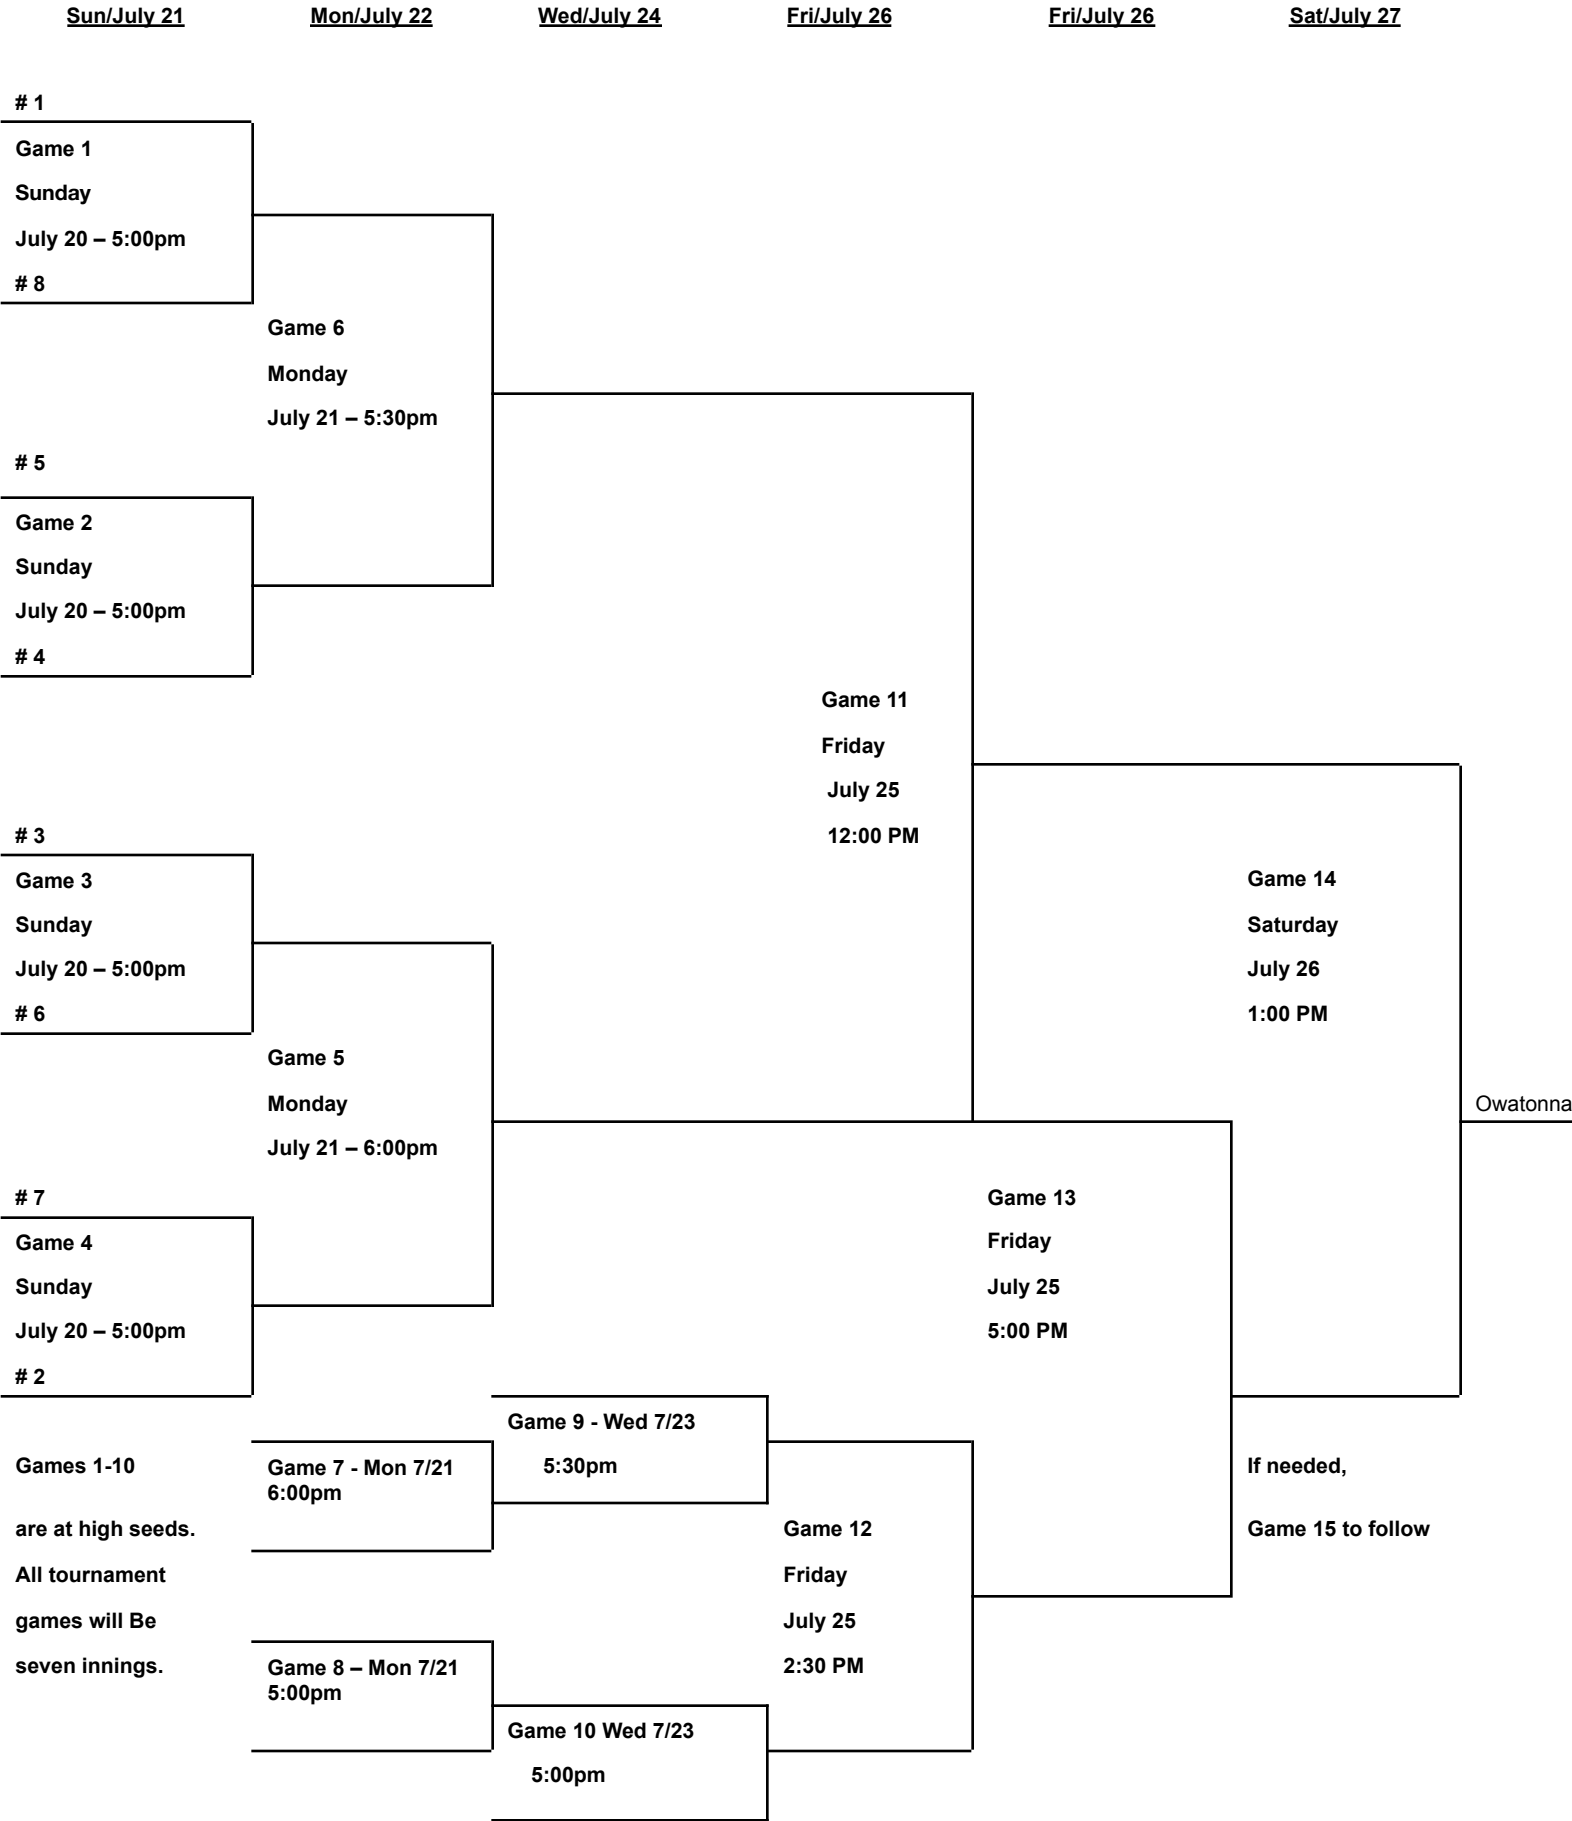 Sun/July 21 Mon/July 22 Wed/July 24 Fri/July 26 Fri/July 26 Sat/July 27
# 1
Game 1
Sunday
July 20 – 5:00pm
# 8
Game 6
Monday
July 21 – 5:30pm
# 5
Game 2
Sunday
July 20 – 5:00pm
# 4
Game 11
Friday
July 25
12:00 PM
# 3
Game 3
Sunday
July 20 – 5:00pm
# 6
Game 14
Saturday
July 26
1:00 PM
Game 5
Monday
July 21 – 6:00pm
Owatonna
# 7
Game 4
Sunday
July 20 – 5:00pm
# 2
Game 13
Friday
July 25
5:00 PM
Game 9 - Wed 7/23
5:30pm
Games 1-10
are at high seeds.
All tournament
games will Be
seven innings.
Game 7 - Mon 7/21
6:00pm
If needed,
Game 15 to follow
Game 12
Friday
July 25
2:30 PM
Game 8 – Mon 7/21
5:00pm
Game 10 Wed 7/23
5:00pm